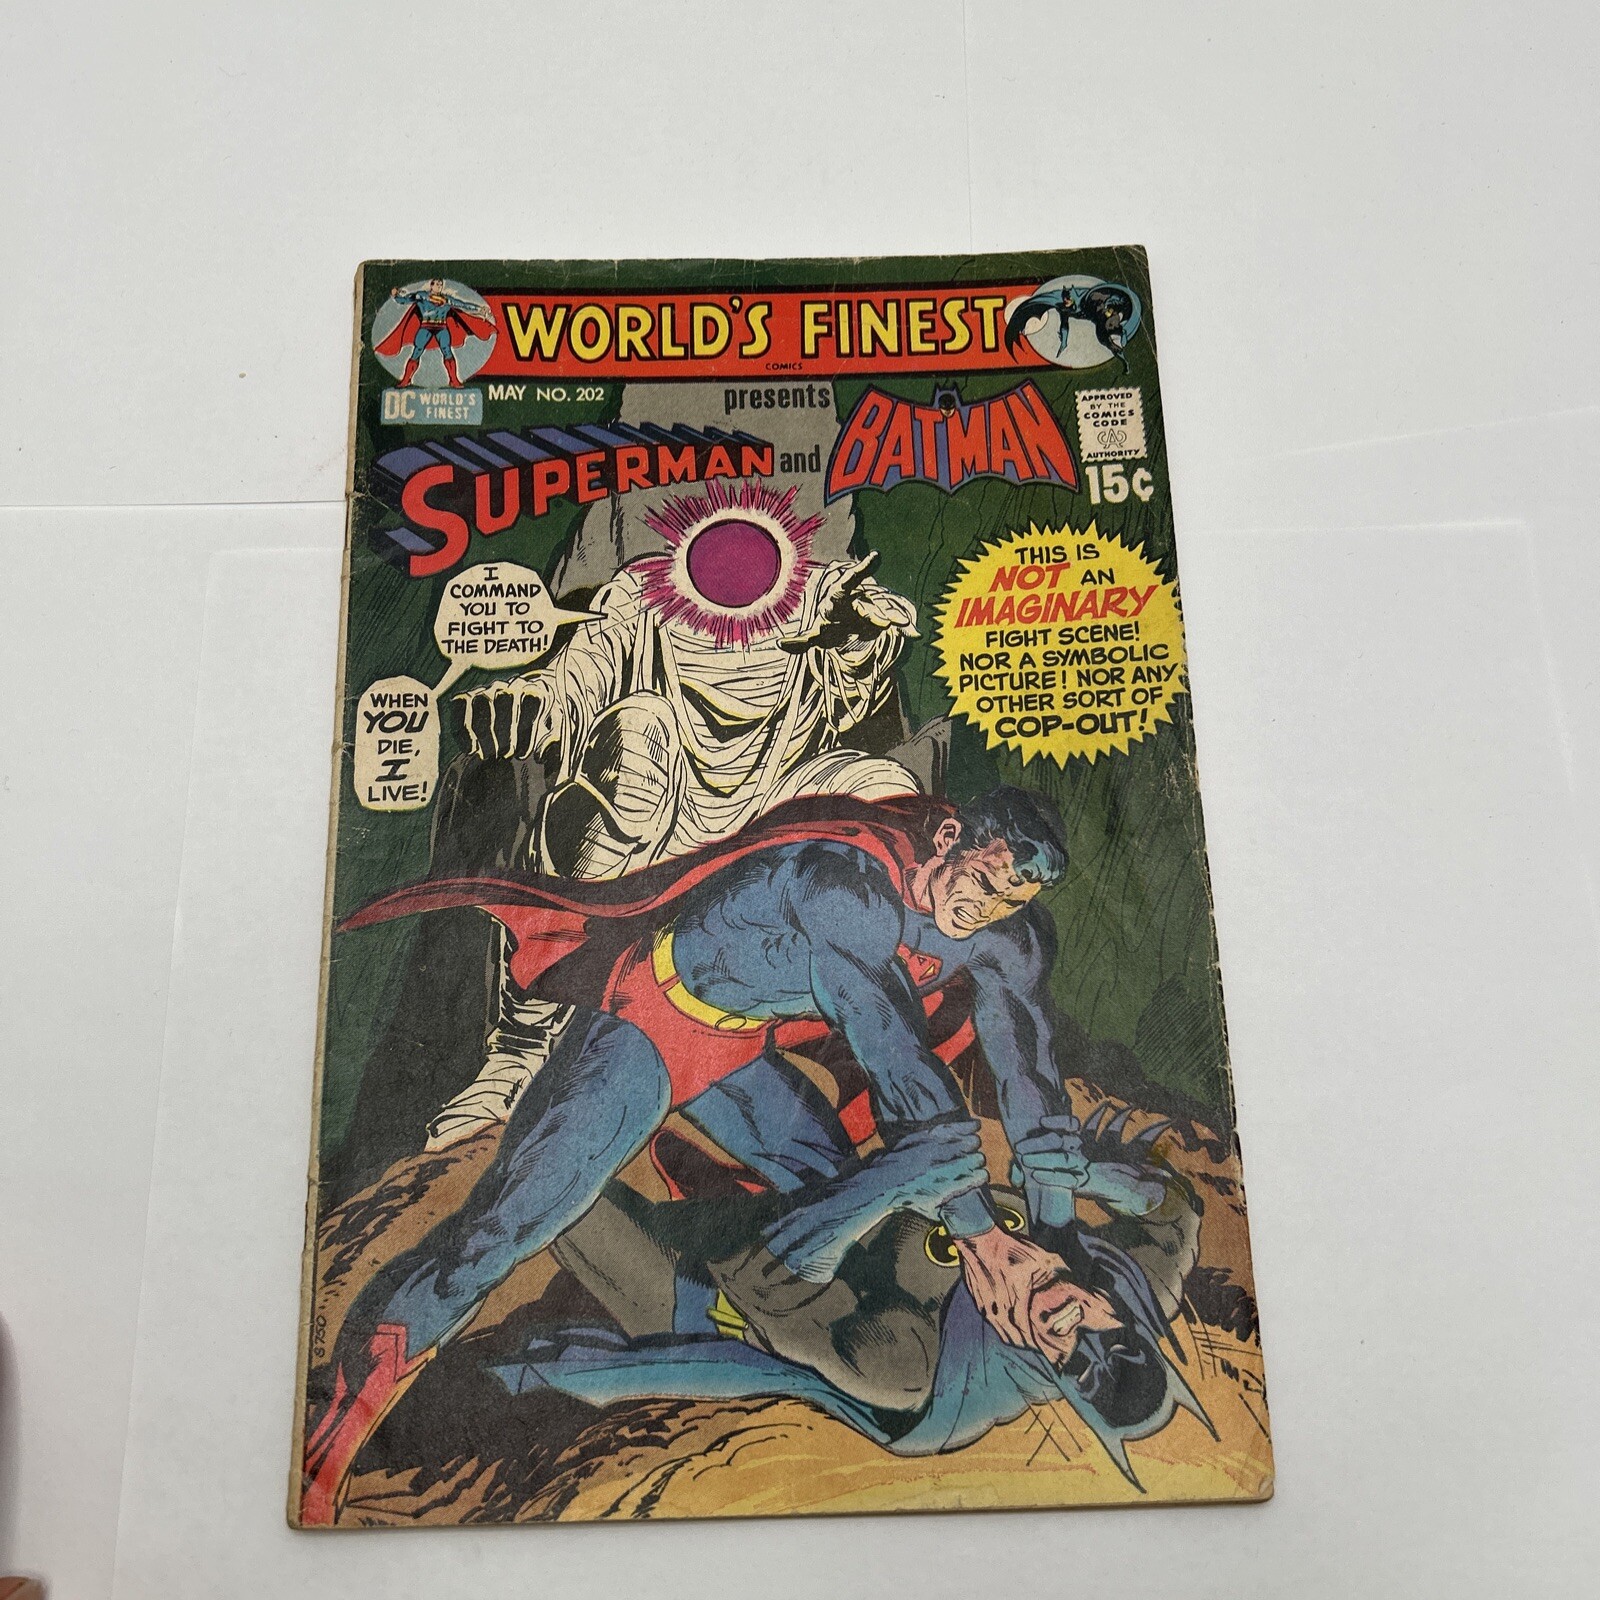 WORLD'S FINEST
COMICS
DC WORLD'S
FINEST
MAY NO. 202
presents
SUPERMAN and BATMAN
APPROVED
BY THE
COMICS
CODE
CA
AUTHORITY
15¢
I
COMMAND
YOU TO
FIGHT TO
THE DEATH!
WHEN
YOU
DIE,
I
LIVE!
THIS IS
NOT AN
IMAGINARY
FIGHT SCENE!
NOR A SYMBOLIC
PICTURE! NOR ANY
OTHER SORT OF
COP-OUT!
8750